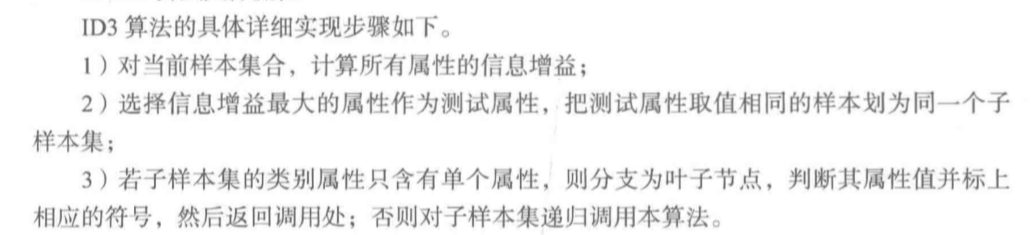 ID3 算法的具体详细实现步骤如下。
1）对当前样本集合，计算所有属性的信息增益；
2）选择信息增益最大的属性作为测试属性，把测试属性取值相同的样本划为同一个子
样本集；
3）若子样本集的类别属性只含有单个属性，则分支为叶子节点，判断其属性值并标上
相应的符号，然后返回调用处；否则对子样本集递归调用本算法。